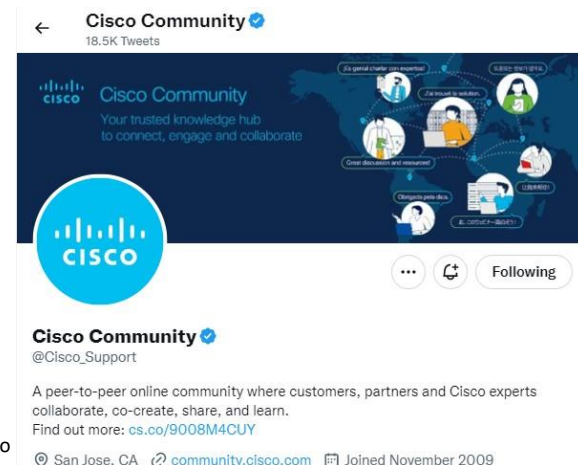 Cisco Community
18.5K Tweets
CISCO
Cisco Community
Your trusted knowledge hub
to connect, engage and collaborate
¡Es genial charlar con expertos!
J'ai trouvé la solution.
Great discussion and resources!
Obrigado pela dica.
CISCO
Following
Cisco Community
@Cisco_Support
A peer-to-peer online community where customers, partners and Cisco experts
collaborate, co-create, share, and learn.
Find out more: cs.co/9008M4CUY
o
San Jose, CA community.cisco.com Joined November 2009